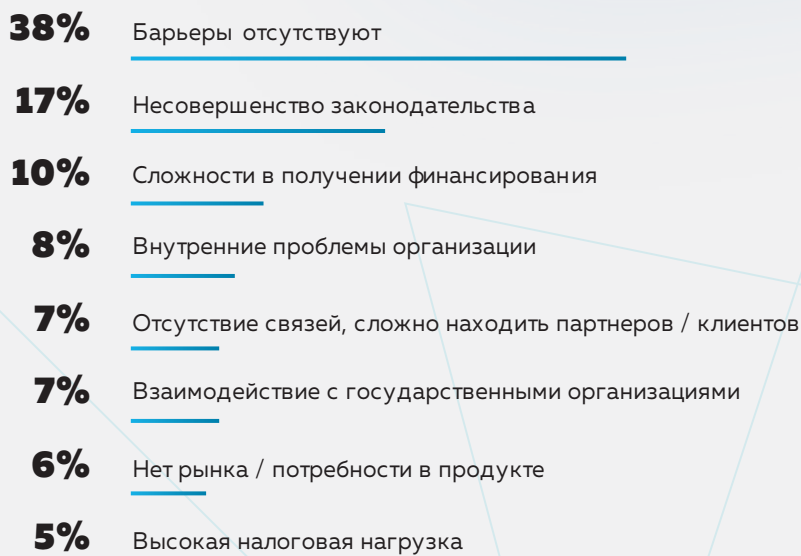 38% Барьеры отсутствуют
17% Несовершенство законодательства
10% Сложности в получении финансирования
8% Внутренние проблемы организации
7% Отсутствие связей, сложно находить партнеров / клиентов
7% Взаимодействие с государственными организациями
6% Нет рынка / потребности в продукте
5% Высокая налоговая нагрузка